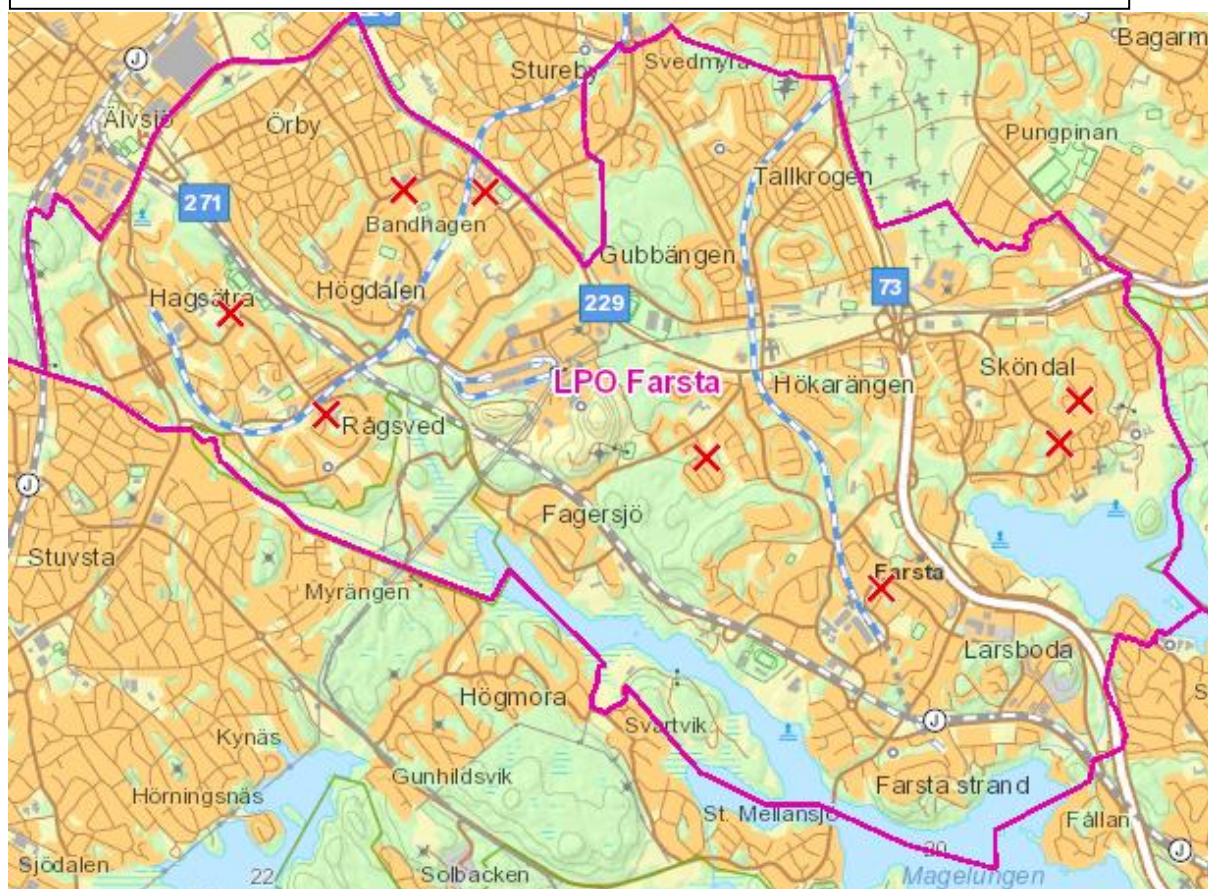 Bagarm
Stureby
Svedmyra
Älvsjö
Örby
Pungpinan
Tallkrogen
271
Bandhagen
Gubbängen
Hagsätra
Högdalen
229
73
LPO Farsta
Hökarängen
Sköndal
Rågsved
Fagersjö
Stuvsta
Myrängen
Farsta
Larsboda
Högmora
Svartvik
Kynäs
Gunhildsvik
Hörningsnäs
Farsta strand
St. Mellansjö
Fållan
Sjödalen
22
Solbacken
20
Magelungen
J
J
J
J
S